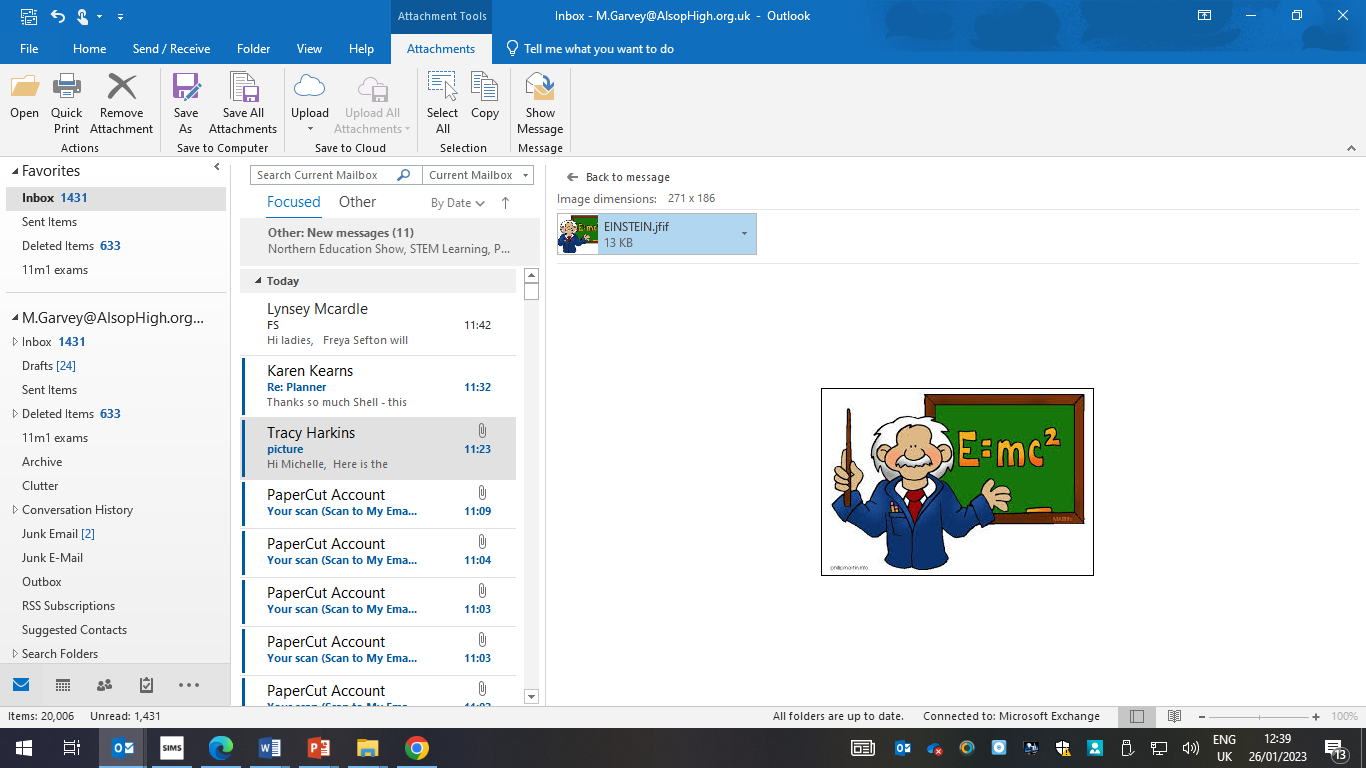 Attachment Tools
Inbox - M.Garvey@AlsopHigh.org.uk - Outlook
File Home Send / Receive Folder View Help Attachments Tell me what you want to do
Open
Quick Print
Remove Attachment
Actions
Save As
Save All Attachments
Save to Computer
Upload
Upload All Attachments
Save to Cloud
Select All
Copy
Selection
Show Message
Message
Favorites
Inbox 1431
Sent Items
Deleted Items 633
11m1 exams
M.Garvey@AlsopHigh.org...
Inbox 1431
Drafts [24]
Sent Items
Deleted Items 633
11m1 exams
Archive
Clutter
Conversation History
Junk Email [2]
Junk E-Mail
Outbox
RSS Subscriptions
Suggested Contacts
Search Folders
Search Current Mailbox Current Mailbox
Focused Other By Date
Other: New messages (11)
Northern Education Show, STEM Learning, P...
Today
Lynsey Mcardle
FS 11:42
Hi ladies, Freya Sefton will
Karen Kearns
Re: Planner 11:32
Thanks so much Shell - this
Tracy Harkins
picture 11:23
Hi Michelle, Here is the
PaperCut Account
Your scan (Scan to My Ema... 11:09
PaperCut Account
Your scan (Scan to My Ema... 11:04
PaperCut Account
Your scan (Scan to My Ema... 11:03
PaperCut Account
Your scan (Scan to My Ema... 11:03
PaperCut Account
Back to message
Image dimensions: 271 x 186
EINSTEIN.jfif
13 KB
E=mc²
MARTIN
Items: 20,006 Unread: 1,431
All folders are up to date. Connected to: Microsoft Exchange 100%
SIMS
ENG
UK
12:39
26/01/2023
13